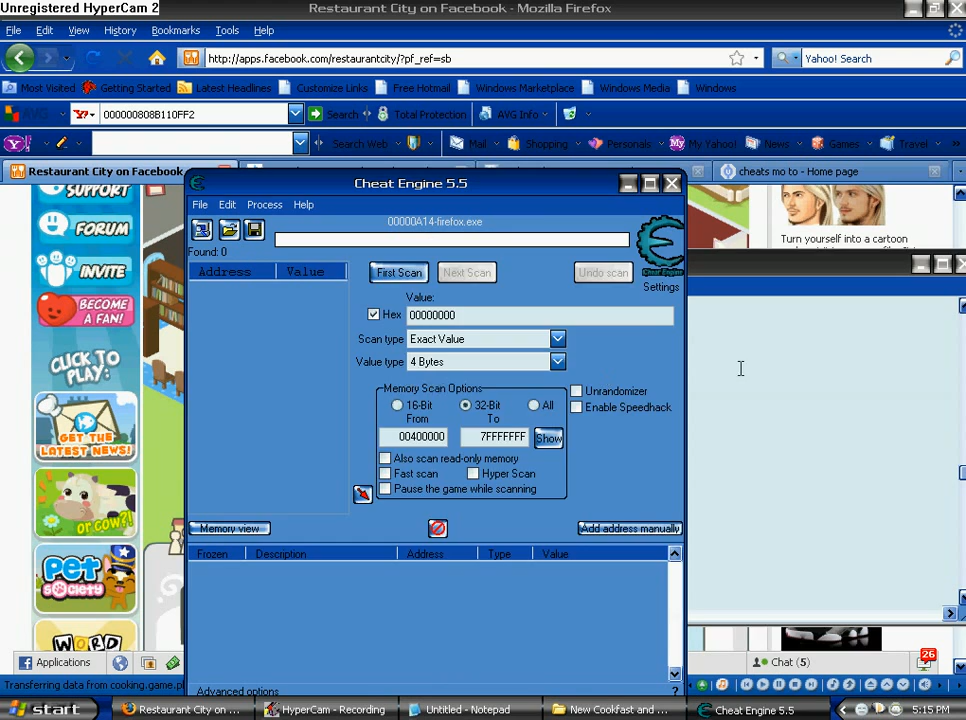 Unregistered HyperCam 2
Restaurant City on Facebook - Mozilla Firefox
File Edit View History Bookmarks Tools Help
http://apps.facebook.com/restaurantcity/?pf_ref=sb
Yahoo! Search
Most Visited Getting Started Latest Headlines Customize Links Free Hotmail Windows Marketplace Windows Media Windows
AVG 000000808B110FF2 Search Total Protection AVG Info
Search Web Mail Shopping Personals My Yahoo! News Games Travel
Restaurant City on Facebook
cheats mo to - Home page
Cheat Engine 5.5
File Edit Process Help
00000A14-firefox.exe
Found: 0
Address Value
First Scan Next Scan Undo scan
Settings
Value:
Hex 00000000
Scan type Exact Value
Value type 4 Bytes
Memory Scan Options
16-Bit 32-Bit All
From To
00400000 7FFFFFFF Show
Also scan read-only memory
Fast scan Hyper Scan
Pause the game while scanning
Unrandomizer
Enable Speedhack
Memory view
Add address manually
Frozen Description Address Type Value
Advanced options ?
SUPPORT
FORUM
INVITE
BECOME
A FAN!
CLICK TO
PLAY:
GET THE
LATEST NEWS!
or COW?!
Pet
Society
WORD
Turn yourself into a cartoon
Applications
Chat (5)
26
Transferring data from cooking.game.pl
start
Restaurant City on ...
HyperCam - Recording
Untitled - Notepad
New Cookfast and ...
Cheat Engine 5.5
5:15 PM